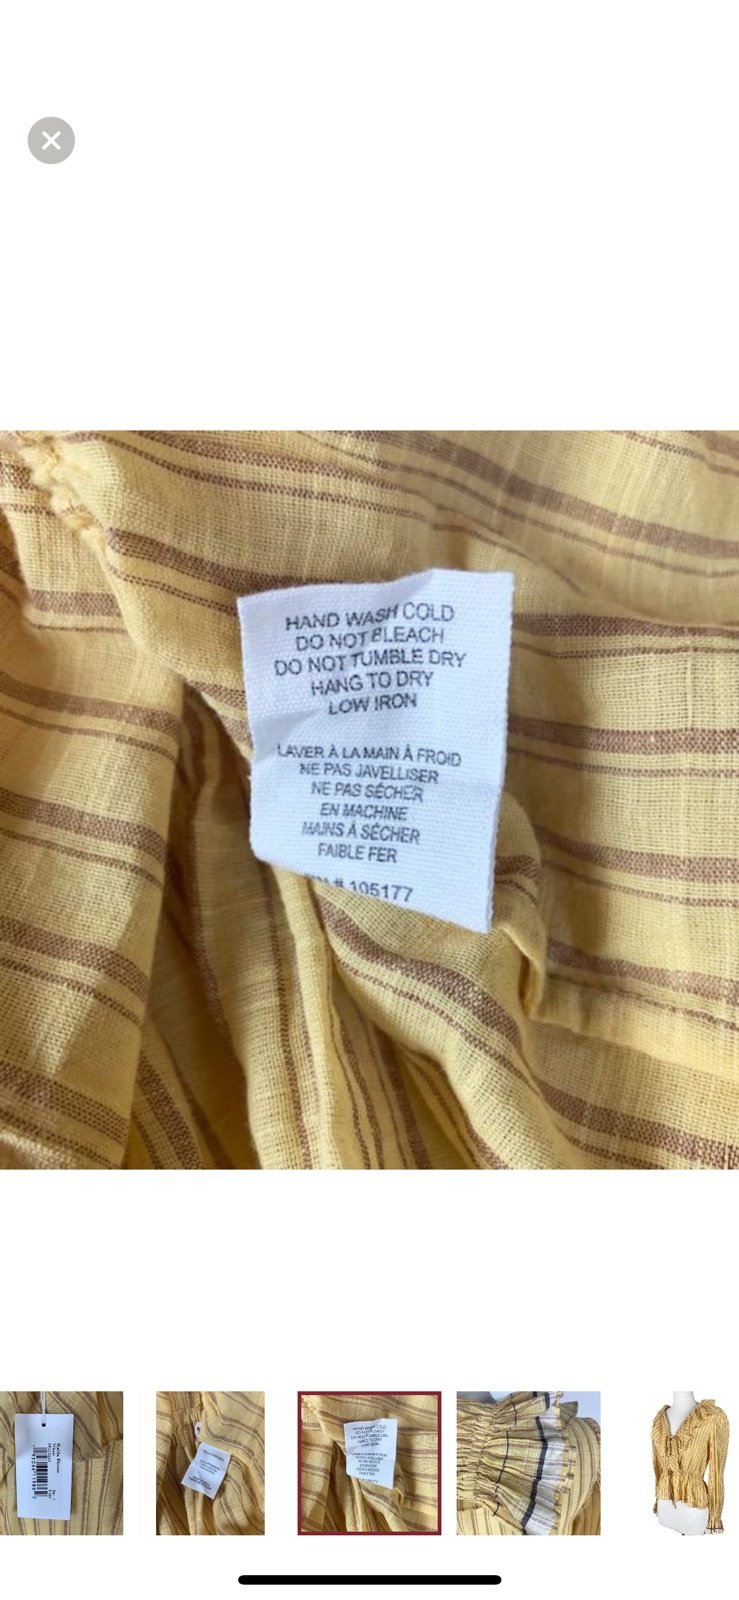 HAND WASH COLD
DO NOT BLEACH
DO NOT TUMBLE DRY
HANG TO DRY
LOW IRON
LAVER À LA MAIN À FROID
NE PAS JAVELLISER
NE PAS SÉCHER
EN MACHINE
MAINS À SÉCHER
FAIBLE FER
# 105177